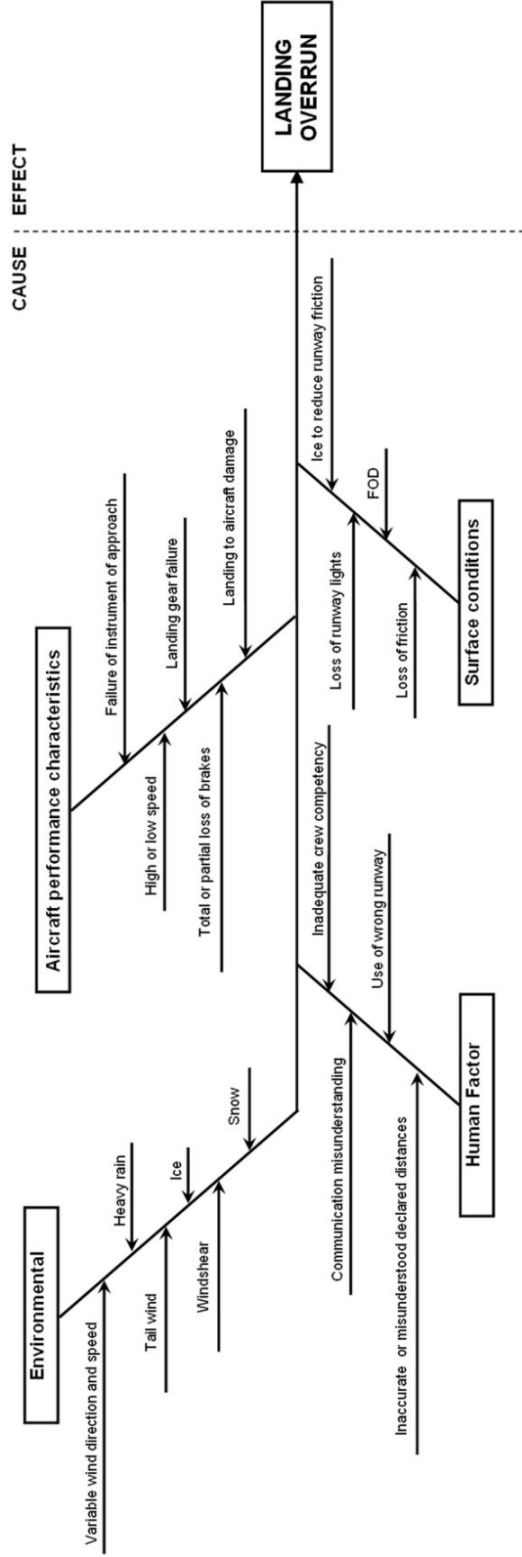 CAUSE
EFFECT
Environmental
Variable wind direction and speed
Heavy rain
Tail wind
Ice
Windshear
Snow
Aircraft performance characteristics
Failure of instrument of approach
High or low speed
Landing gear failure
Total or partial loss of brakes
Landing to aircraft damage
LANDING
OVERRUN
Inadequate crew competency
Communication misunderstanding
Use of wrong runway
Inaccurate or misunderstood declared distances
Human Factor
Ice to reduce runway friction
Loss of runway lights
FOD
Loss of friction
Surface conditions